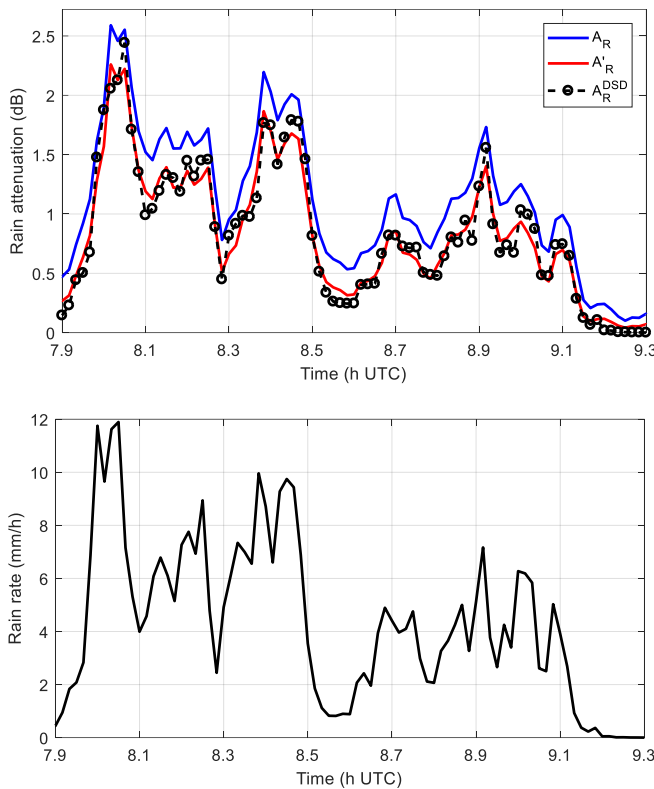 2.5
2
1.5
1
0.5
0
Rain attenuation (dB)
A_R
A'_R
A_R^DSD
7.9 8.1 8.3 8.5 8.7 8.9 9.1 9.3
Time (h UTC)
12
10
8
6
4
2
0
Rain rate (mm/h)
7.9 8.1 8.3 8.5 8.7 8.9 9.1 9.3
Time (h UTC)